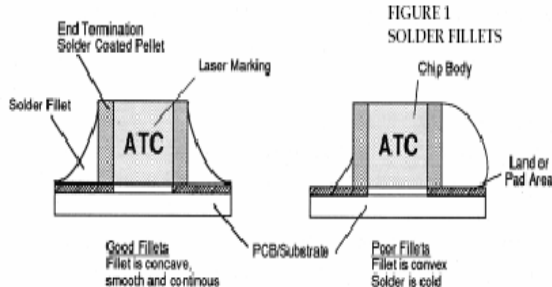 FIGURE 1
SOLDER FILLETS
End Termination
Solder Coated Pellet
Laser Marking
Chip Body
Solder Fillet
ATC
ATC
Land or
Pad Area
PCB/Substrate
Good Fillets
Fillet is concave,
smooth and continous
Poor Fillets
Fillet is convex
Solder is cold